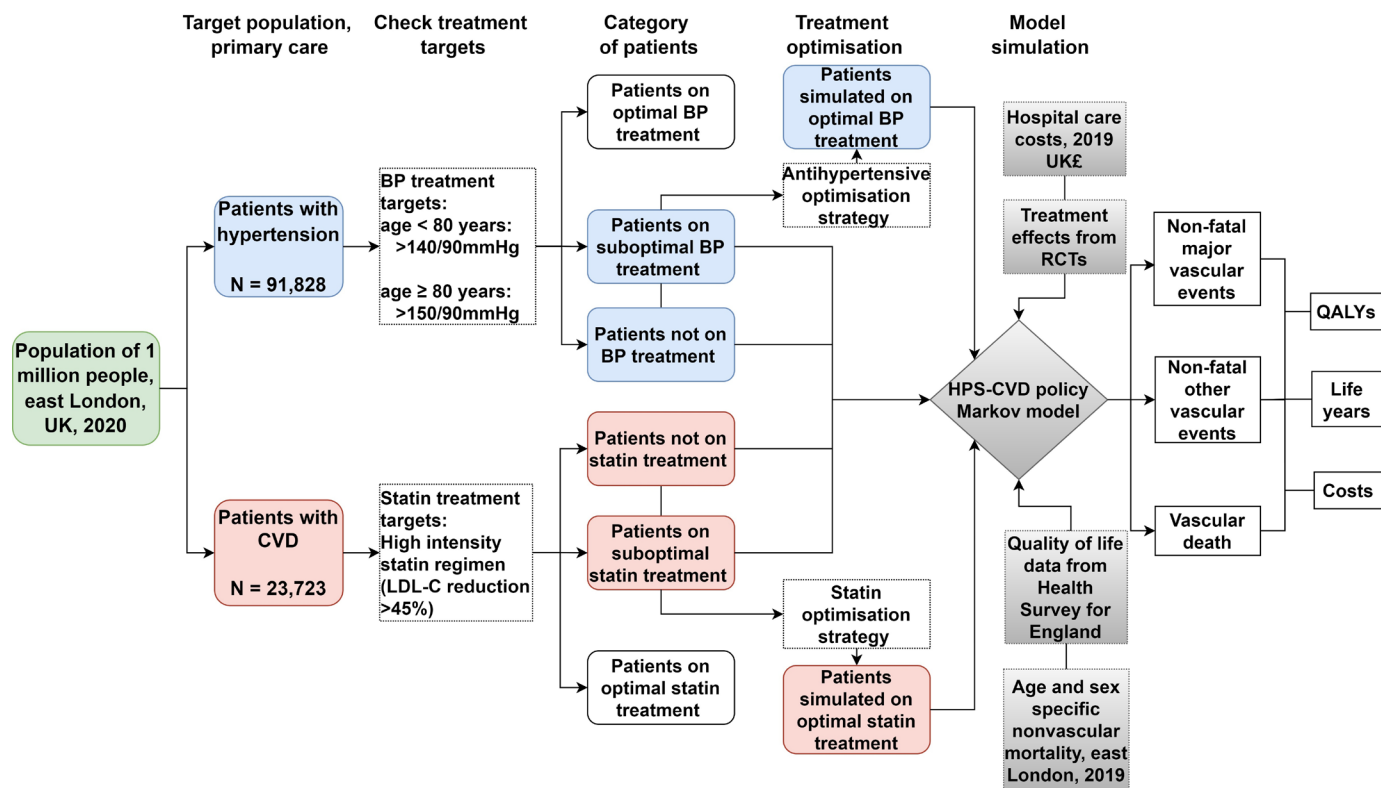 Target population,
primary care
Check treatment
targets
Category
of patients
Treatment
optimisation
Model
simulation
Population of 1
million people,
east London,
UK, 2020
Patients with
hypertension
N = 91,828
Patients with
CVD
N = 23,723
BP treatment
targets:
age < 80 years:
>140/90mmHg
age ≥ 80 years:
>150/90mmHg
Statin treatment
targets:
High intensity
statin regimen
(LDL-C reduction
>45%)
Patients on
optimal BP
treatment
Patients on
suboptimal BP
treatment
Patients not on
BP treatment
Patients not on
statin treatment
Patients on
suboptimal
statin treatment
Patients on
optimal statin
treatment
Patients
simulated on
optimal BP
treatment
Antihypertensive
optimisation
strategy
Statin
optimisation
strategy
Patients
simulated on
optimal statin
treatment
Hospital care
costs, 2019
UK£
Treatment
effects from
RCTs
HPS-CVD policy
Markov model
Quality of life
data from
Health
Survey for
England
Age and sex
specific
nonvascular
mortality, east
London, 2019
Non-fatal
major
vascular
events
Non-fatal
other
vascular
events
Vascular
death
QALYs
Life
years
Costs